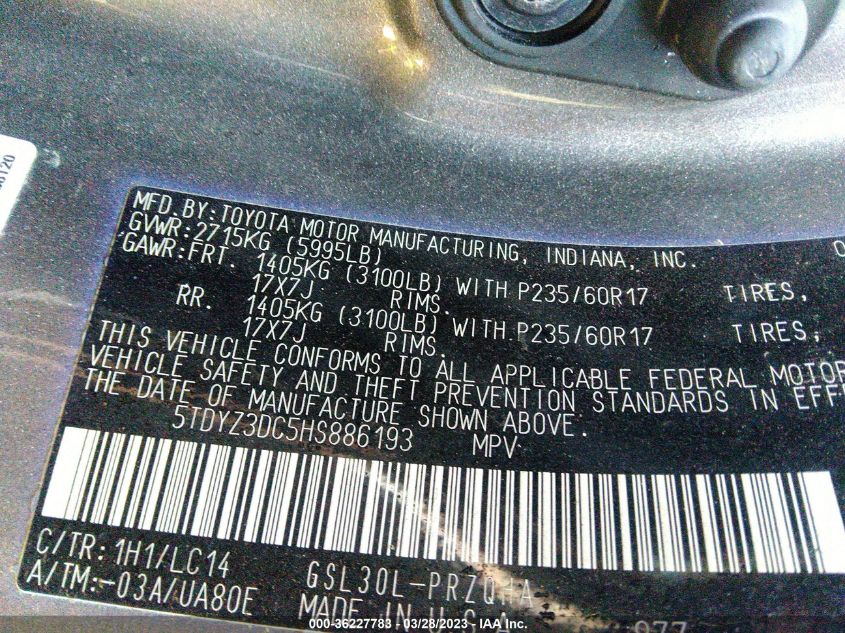 MFD.BY:TOYOTA MOTOR MANUFACTURING, INDIANA, INC.
GVWR:2715KG (5995LB)
GAWR:FRT. 1405KG (3100LB) WITH P235/60R17 TIRES,
17X7J RIMS.
RR. 1405KG (3100LB) WITH P235/60R17 TIRES,
17X7J RIMS.
THIS VEHICLE CONFORMS TO ALL APPLICABLE FEDERAL MOTOR
VEHICLE SAFETY AND THEFT PREVENTION STANDARDS IN EFFE
THE DATE OF MANUFACTURE SHOWN ABOVE.
5TDYZ3DC5HS886193 MPV
C/TR:1H1/LC14 GSL30L-PRZQHA
A/TM:-03A/UA80E MADE IN U.S.A
000-36227783 - 03/28/2023 - IAA Inc.